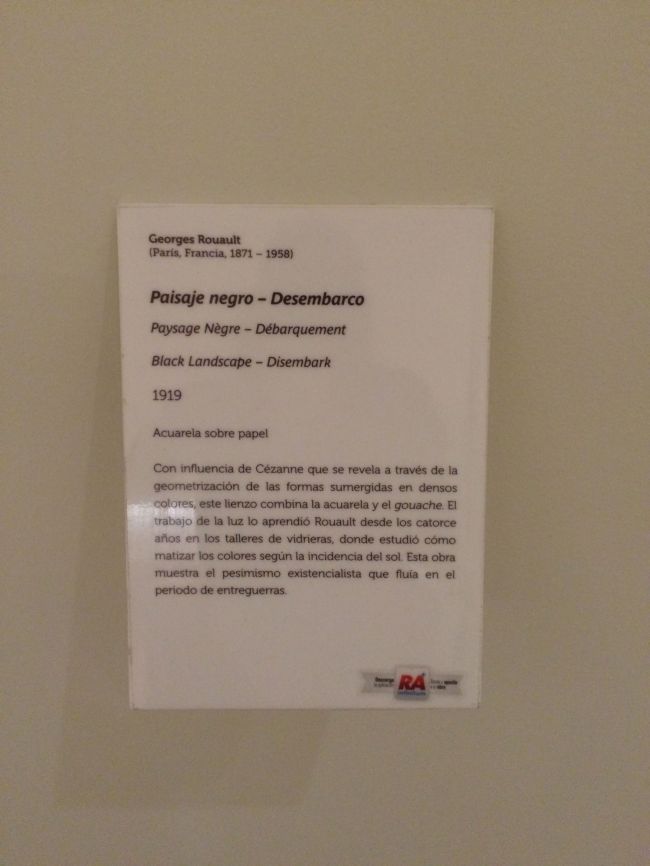 Georges Rouault
(París, Francia, 1871 – 1958)
Paisaje negro – Desembarco
Paysage Nègre – Débarquement
Black Landscape – Disembark
1919
Acuarela sobre papel
Con influencia de Cézanne que se revela a través de la
geometrización de las formas sumergidas en densos
colores, este lienzo combina la acuarela y el gouache. El
trabajo de la luz lo aprendió Rouault desde los catorce
años en los talleres de vidrieras, donde estudió cómo
matizar los colores según la incidencia del sol. Esta obra
muestra el pesimismo existencialista que fluía en el
periodo de entreguerras.
Descarga
RA